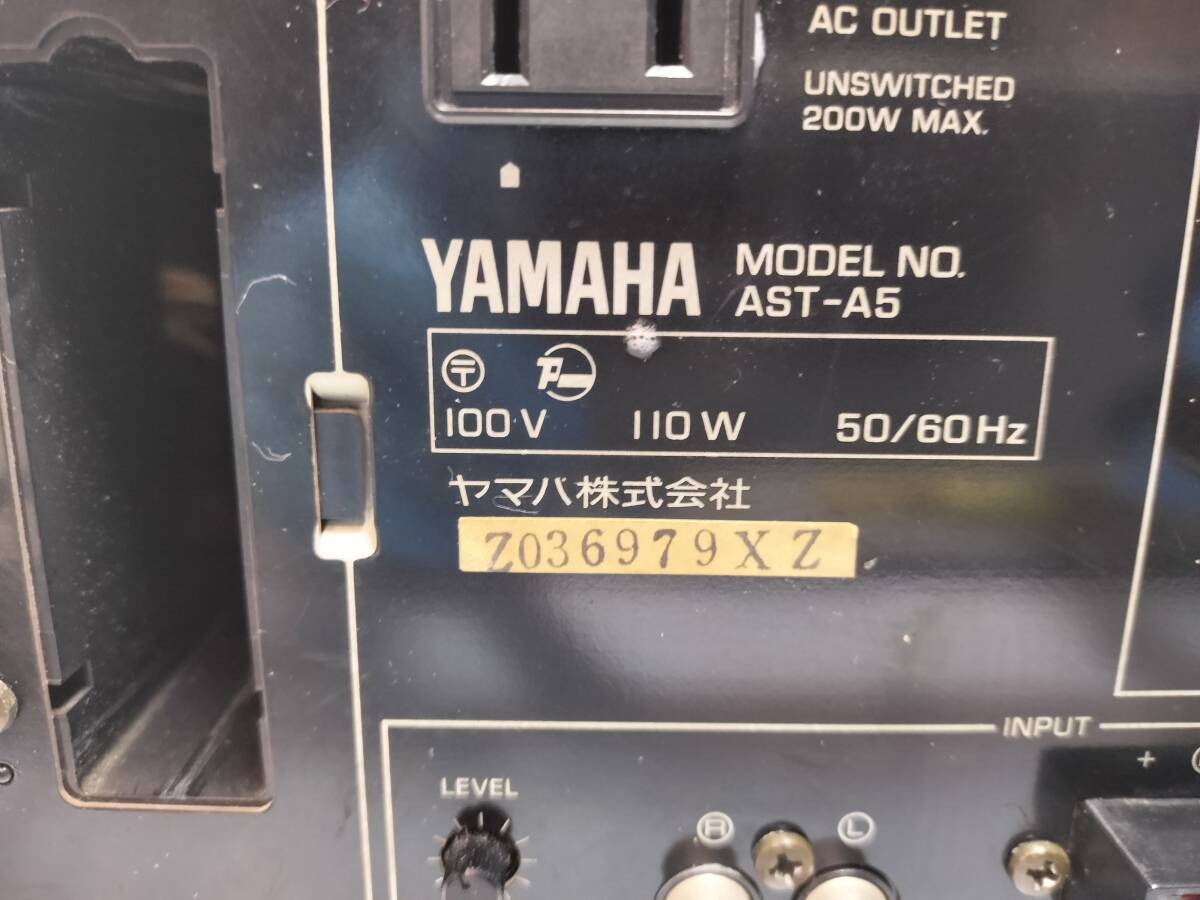 AC OUTLET
UNSWITCHED
200W MAX.
YAMAHA
MODEL NO.
AST-A5
〒
100V 110W 50/60Hz
ヤマハ株式会社
Z036979XZ
INPUT
LEVEL
R L
+